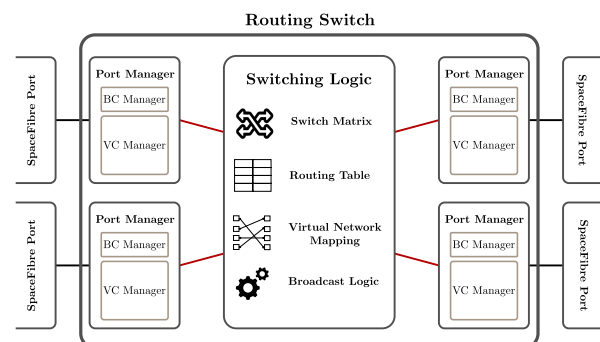 Routing Switch
SpaceFibre Port
Port Manager
BC Manager
VC Manager
Switching Logic
Switch Matrix
Routing Table
Virtual Network
Mapping
Broadcast Logic
Port Manager
BC Manager
VC Manager
SpaceFibre Port
SpaceFibre Port
Port Manager
BC Manager
VC Manager
Port Manager
BC Manager
VC Manager
SpaceFibre Port